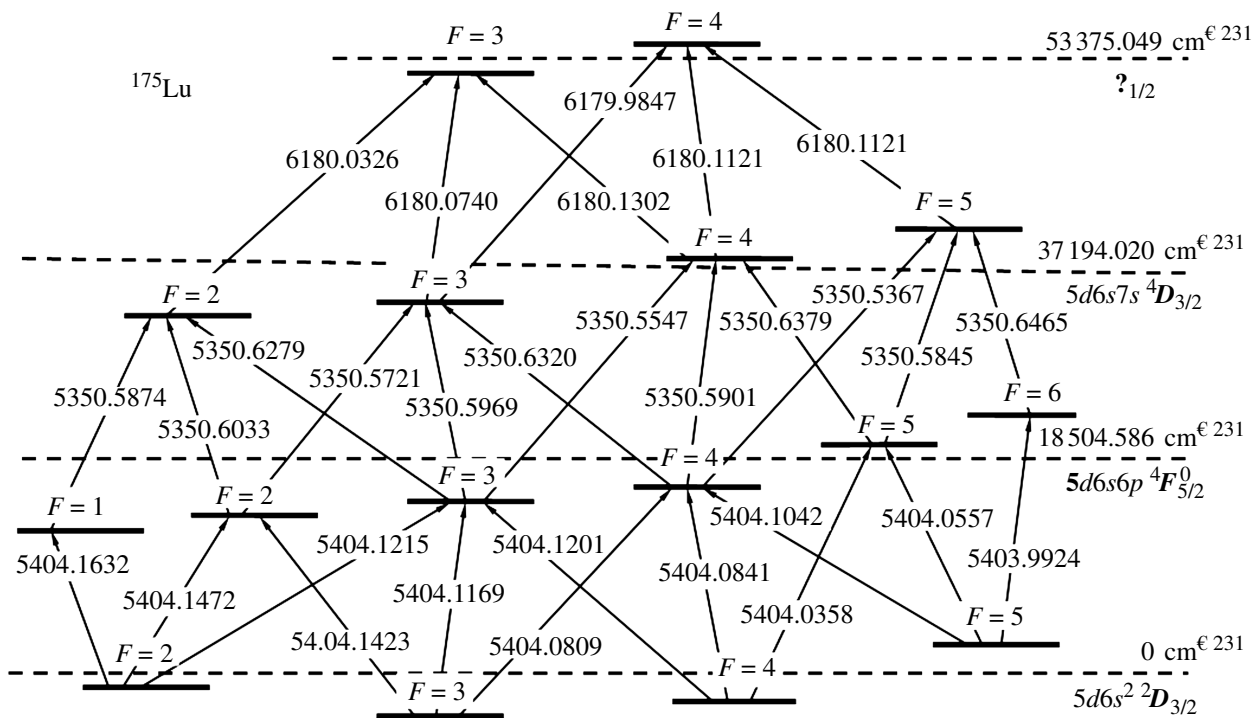 F = 3
F = 4
53 375.049 cm€ 231
175Lu
?1/2
6179.9847
6180.0326
6180.1121
6180.1121
6180.0740
6180.1302
F = 5
F = 4
37 194.020 cm€ 231
F = 2
F = 3
5d6s7s 4D3/2
5350.5367
5350.6279
5350.5547
5350.6379
5350.6465
5350.6320
5350.5721
5350.5845
5350.5874
5350.5969
5350.5901
F = 6
5350.6033
F = 5
18 504.586 cm€ 231
F = 4
F = 3
5d6s6p 4F05/2
F = 1
F = 2
5404.1042
5404.1215
5404.1201
5404.0557
5404.1632
5404.0841
5403.9924
5404.1472
5404.1169
5404.0358
54.04.1423
5404.0809
F = 5
F = 2
0 cm€ 231
F = 4
F = 3
5d6s2 2D3/2